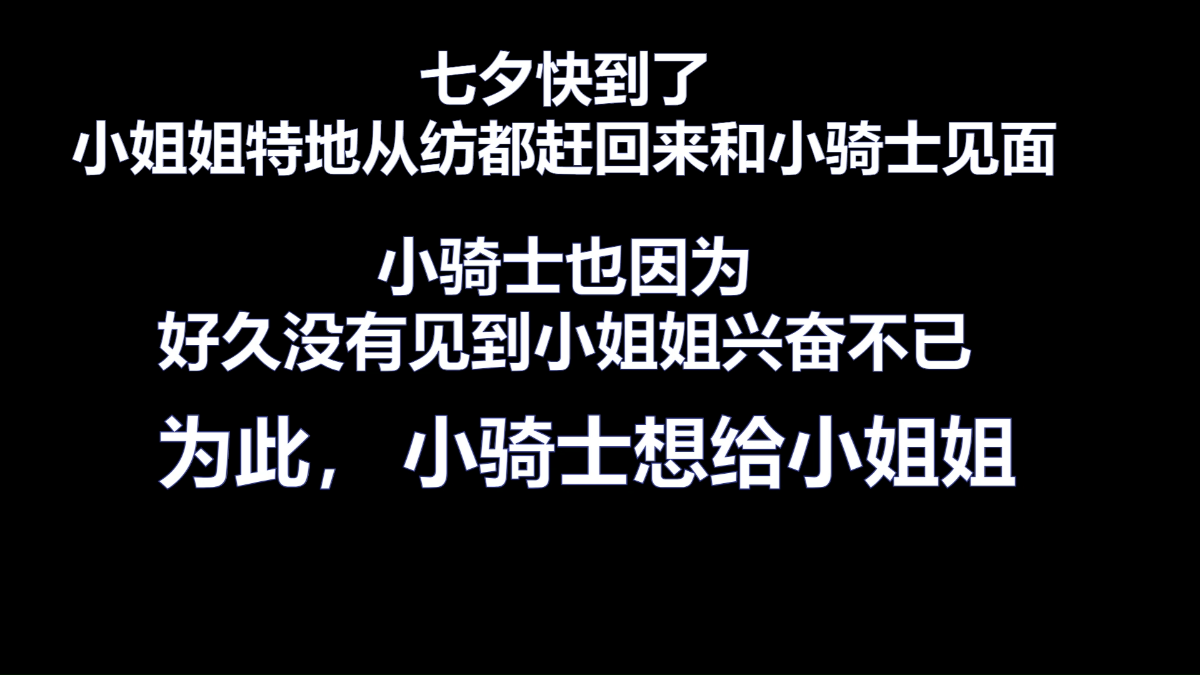 七夕快到了
小姐姐特地从纺都赶回来和小骑士见面
小骑士也因为
好久没有见到小姐姐兴奋不已
为此，小骑士想给小姐姐